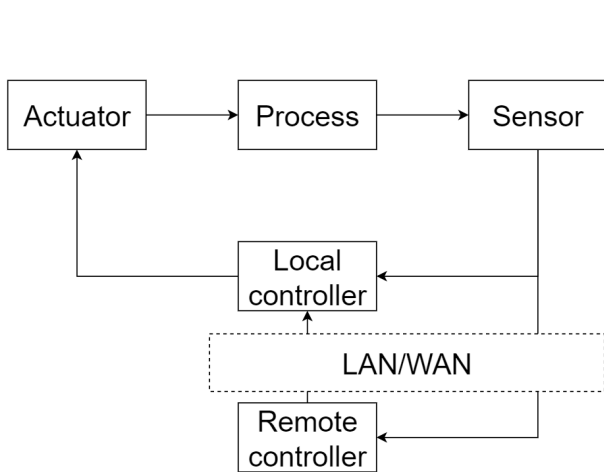 Actuator
Process
Sensor
Local
controller
LAN/WAN
Remote
controller